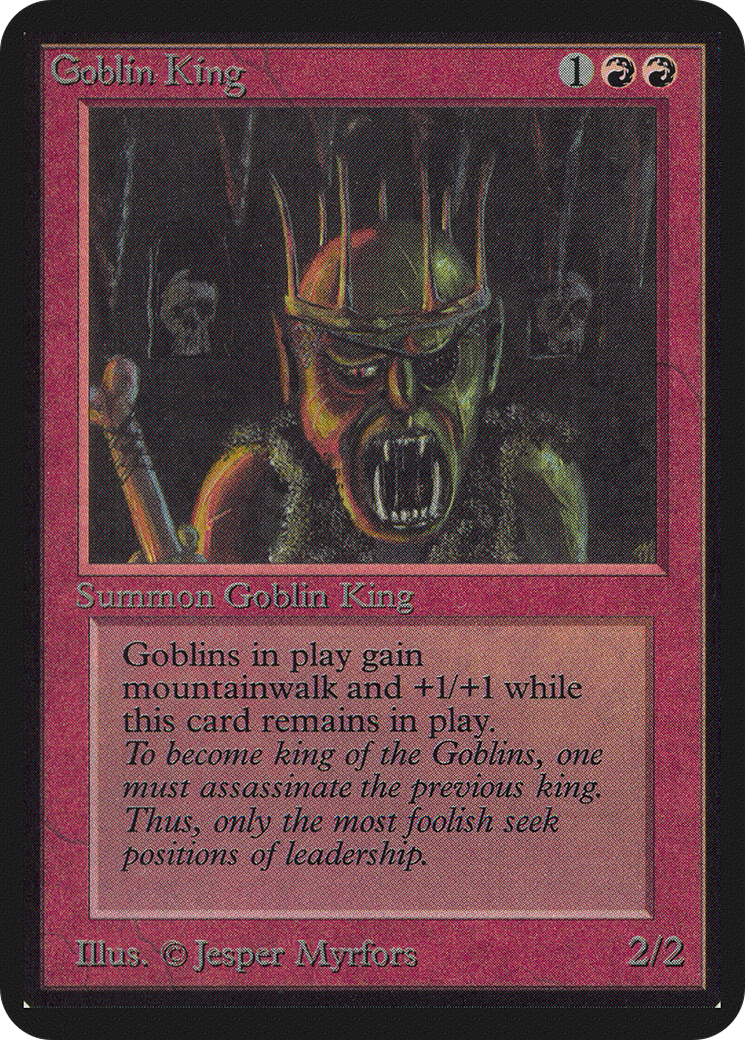 Goblin King 1
Summon Goblin King
Goblins in play gain
mountainwalk and +1/+1 while
this card remains in play.
To become king of the Goblins, one
must assassinate the previous king.
Thus, only the most foolish seek
positions of leadership.
Illus. © Jesper Myrfors 2/2